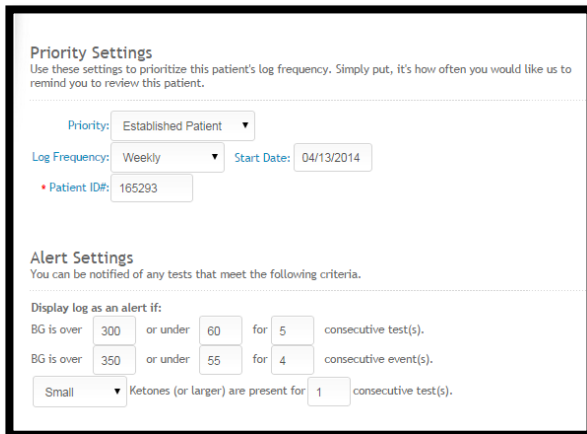 Priority Settings
Use these settings to prioritize this patient's log frequency. Simply put, it's how often you would like us to
remind you to review this patient.
Priority: Established Patient
Log Frequency: Weekly Start Date: 04/13/2014
• Patient ID#: 165293
Alert Settings
You can be notified of any tests that meet the following criteria.
Display log as an alert if:
BG is over 300 or under 60 for 5 consecutive test(s).
BG is over 350 or under 55 for 4 consecutive event(s).
Small Ketones (or larger) are present for 1 consecutive test(s).